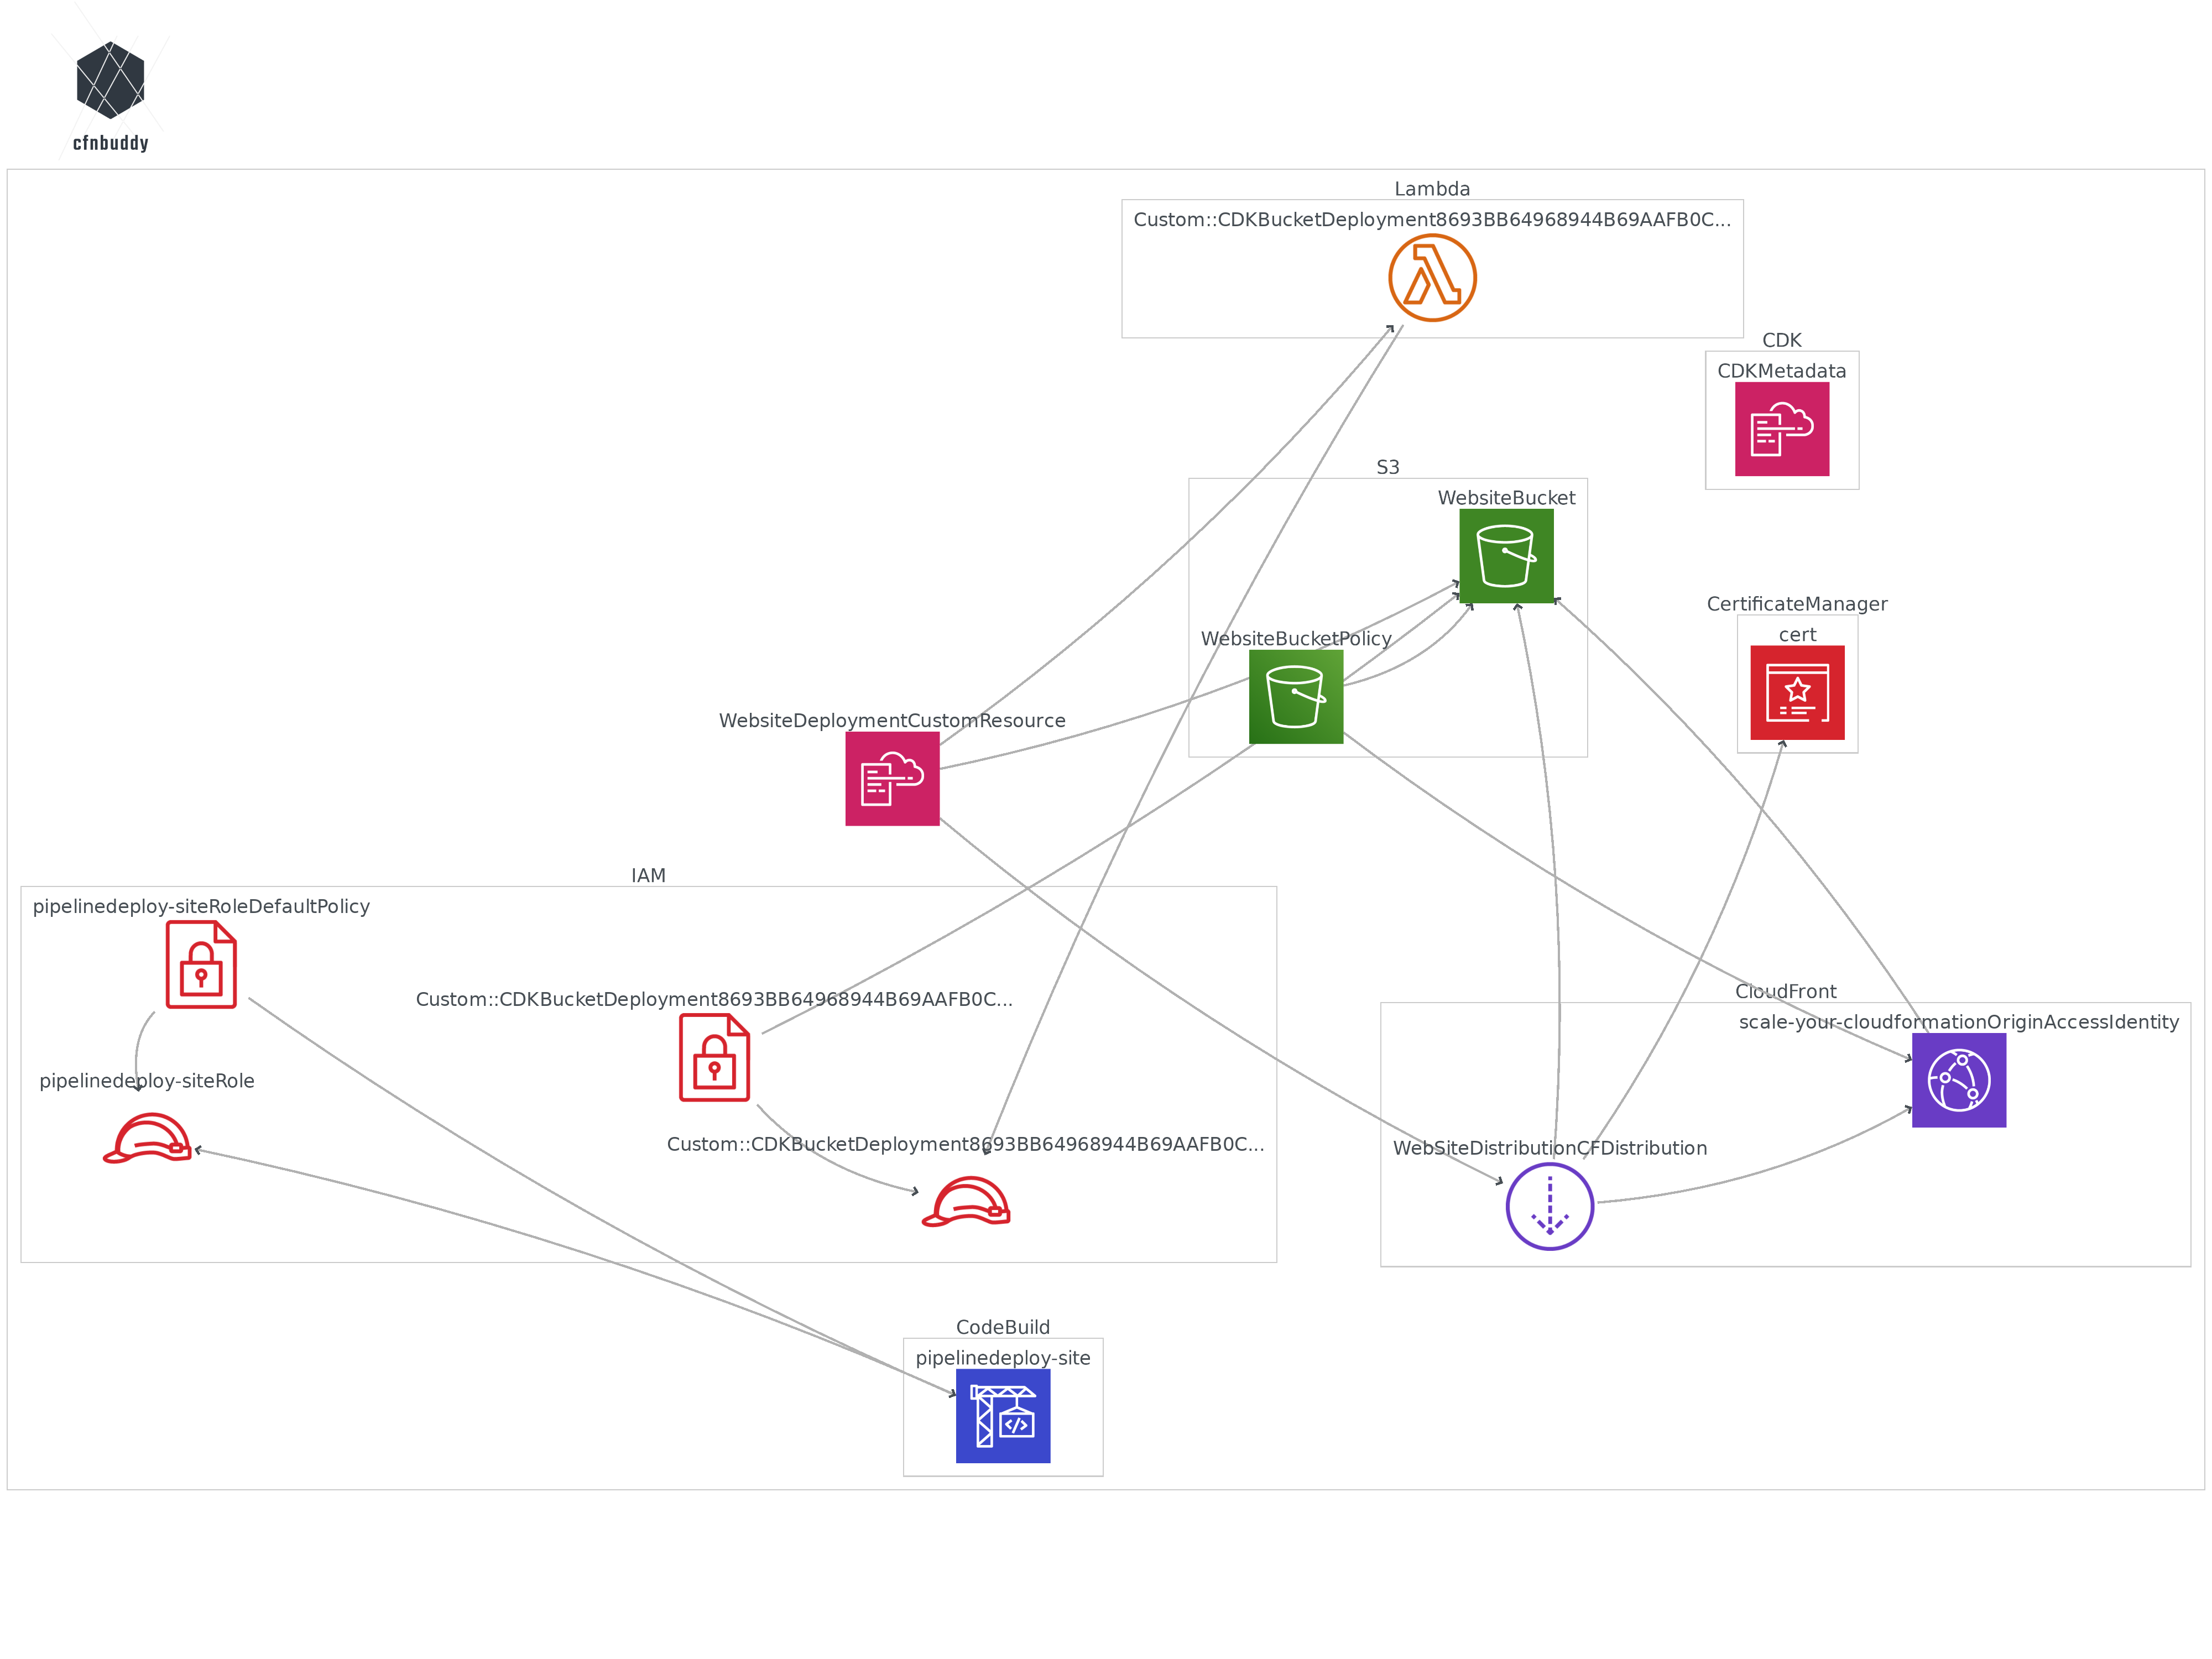 cfnbuddy
Lambda
Custom::CDKBucketDeployment8693BB64968944B69AAFB0C...
CDK
CDKMetadata
S3
WebsiteBucket
CertificateManager
WebsiteBucketPolicy
cert
WebsiteDeploymentCustomResource
IAM
pipelinedeploy-siteRoleDefaultPolicy
CloudFront
Custom::CDKBucketDeployment8693BB64968944B69AAFB0C...
scale-your-cloudformationOriginAccessIdentity
pipelinedeploy-siteRole
Custom::CDKBucketDeployment8693BB64968944B69AAFB0C...
WebSiteDistributionCFDistribution
CodeBuild
pipelinedeploy-site